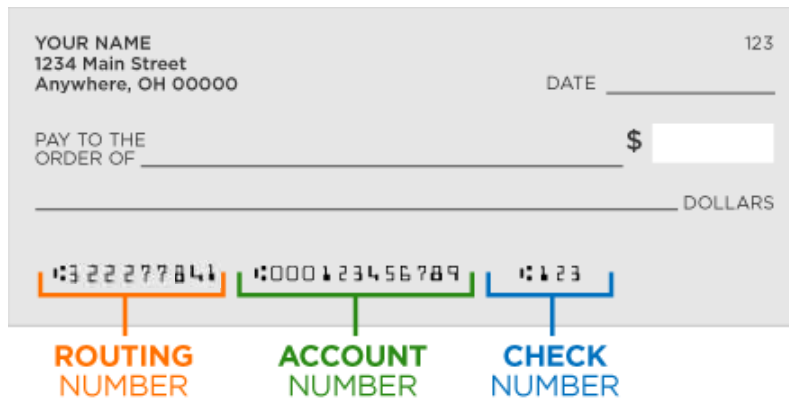 YOUR NAME 123
1234 Main Street
Anywhere, OH 00000 DATE
PAY TO THE
ORDER OF $
DOLLARS
⑆322277841 ⑆000123456789 ⑆123
ROUTING ACCOUNT CHECK
NUMBER NUMBER NUMBER